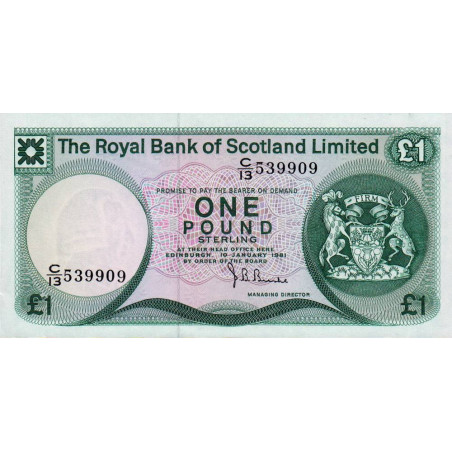 The Royal Bank of Scotland Limited
£1
C/13 539909
PROMISE TO PAY THE BEARER ON DEMAND
ONE
POUND
STERLING
AT THEIR HEAD OFFICE HERE
EDINBURGH, 10 JANUARY 1981
BY ORDER OF THE BOARD
MANAGING DIRECTOR
FIRM
C/13 539909
£1
£1